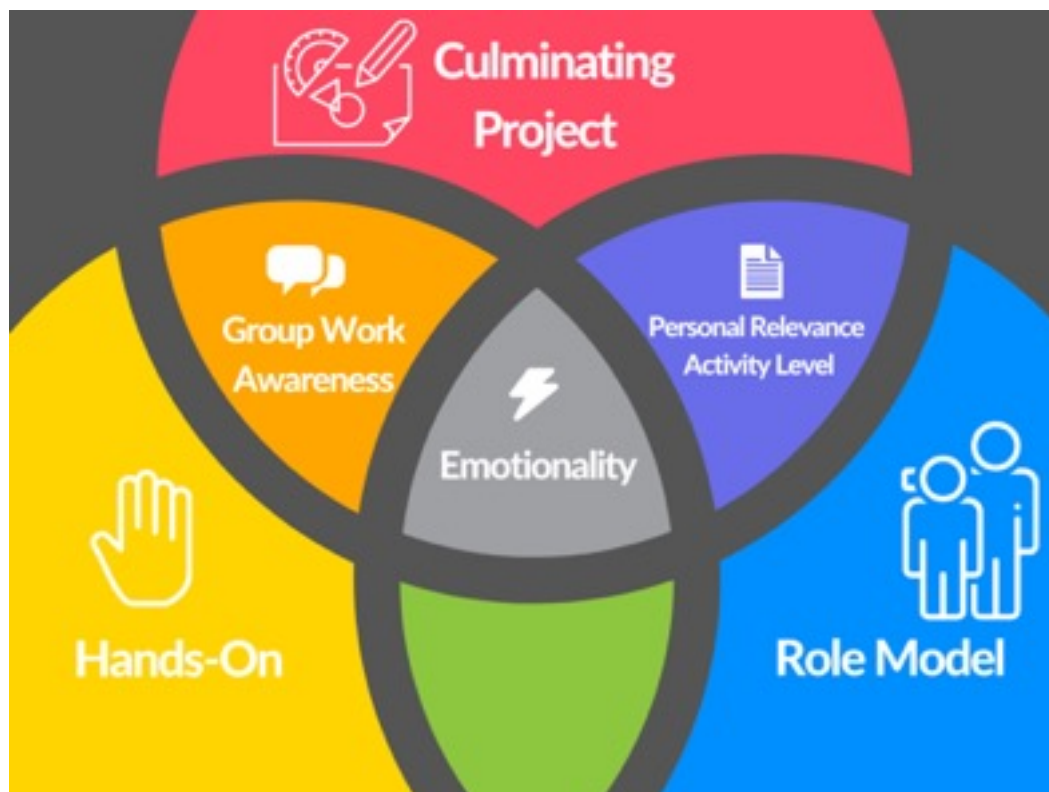 Culminating
Project
Group Work
Awareness
Personal Relevance
Activity Level
Emotionality
Hands-On
Role Model